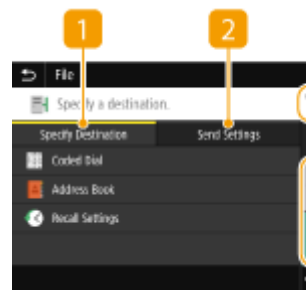 1 2
File
Specify a destination.
Specify Destination Send Settings
Coded Dial
Address Book
Recall Settings